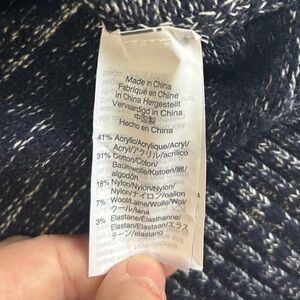 Made in China
Fabriqué en Chine
in China Hergestellt
Vervaardigd in China
中国製
Hecho en China
41% Acrylic/Acrylique/Acryl/
Acryl/アクリル/acrílico
31% Cotton/Coton/
Baumwolle/Katoen/綿/
algodón
18% Nylon/Nylon/Nylon/
Nylon/ナイロン/nailon
7% Wool/Laine/Wolle/Wol/
ウール/lana
3% Elastane/Élasthanne/
Elastan/Elastaan/エラス
テーン/elastano